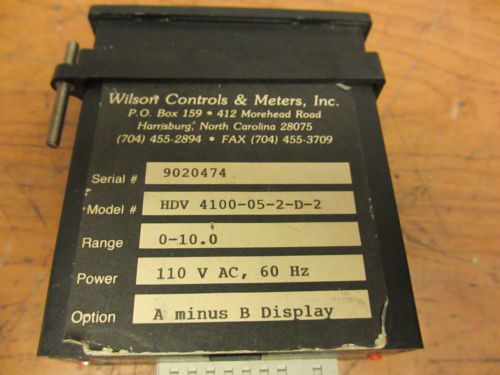 Wilson Controls & Meters, Inc.
P.O. Box 159 • 412 Morehead Road
Harrisburg, North Carolina 28075
(704) 455-2894 • FAX (704) 455-3709
Serial # 9020474
Model # HDV 4100-05-2-D-2
Range 0-10.0
Power 110 V AC, 60 Hz
Option A minus B Display